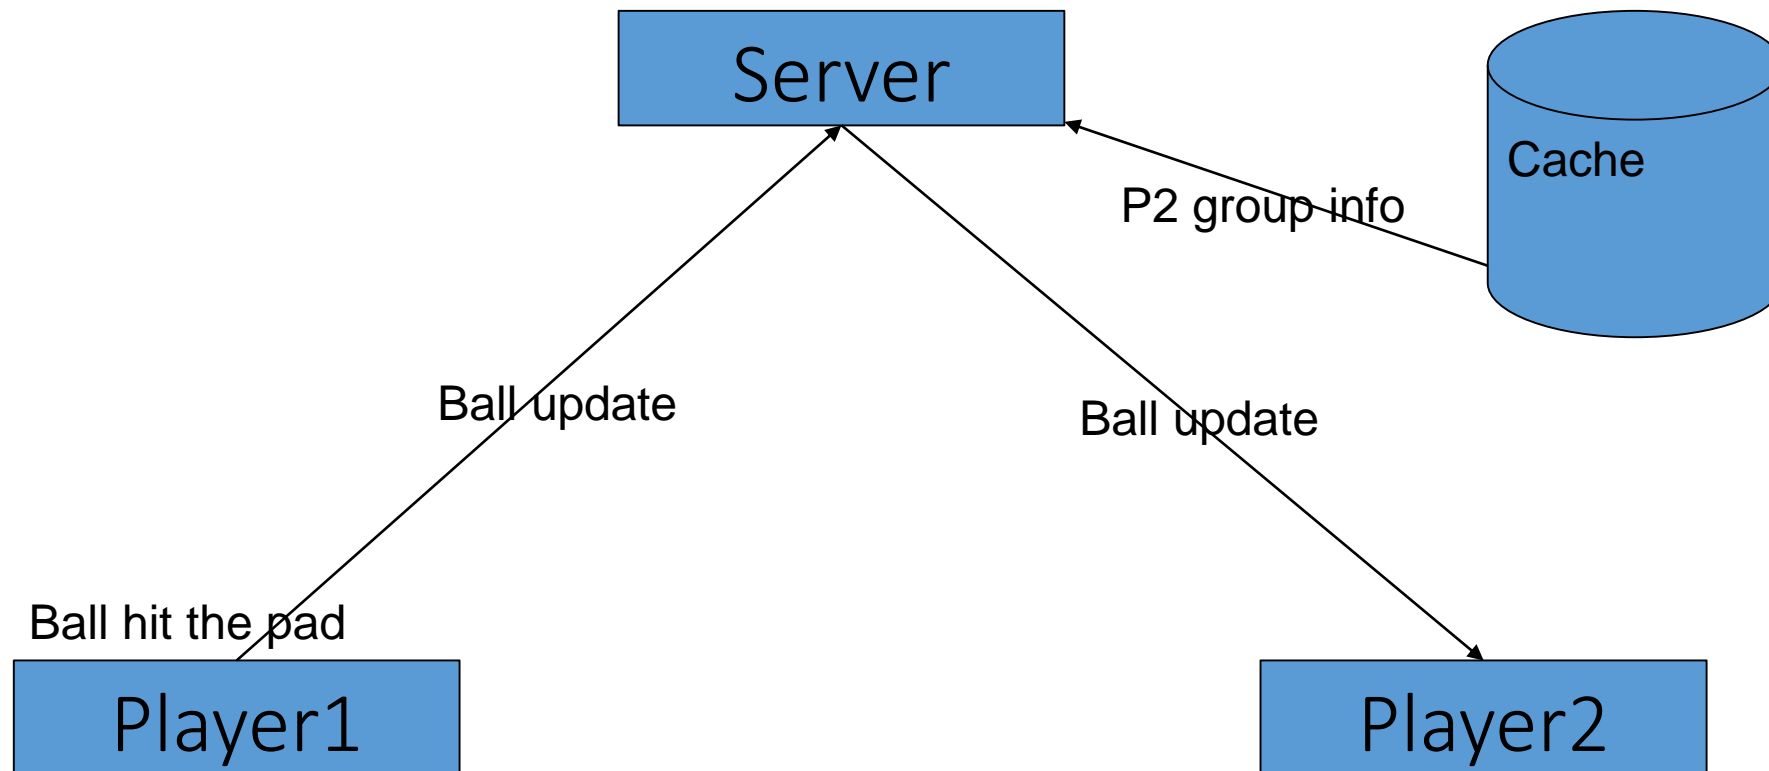 Server
Cache
P2 group info
Ball update
Ball update
Ball hit the pad
Player1
Player2